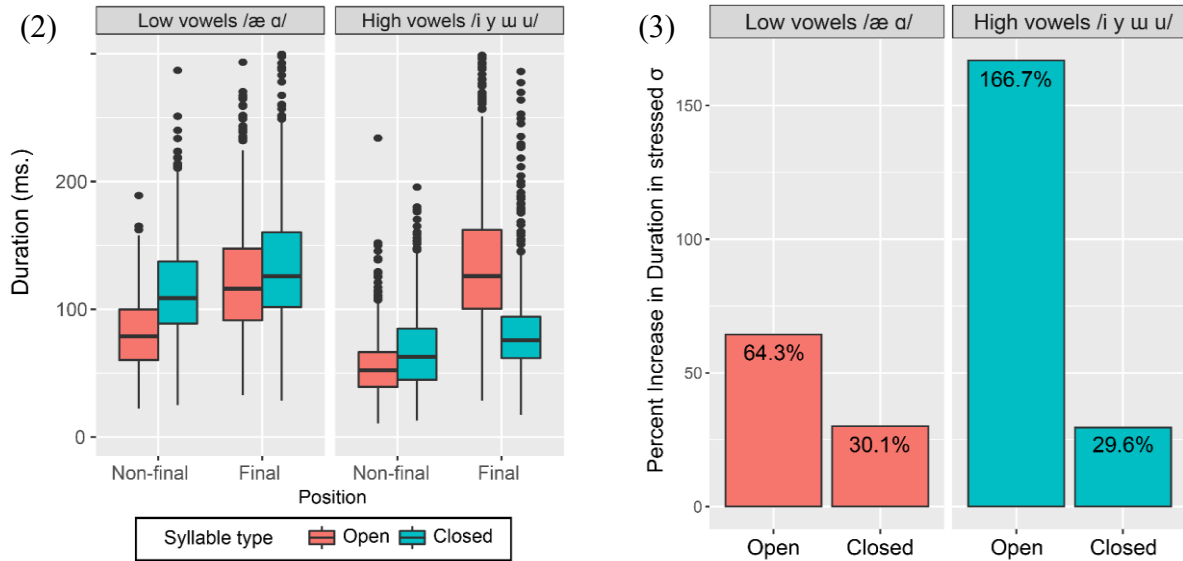 (2)
Low vowels /æ ɑ/
High vowels /i y ɯ u/
Duration (ms.)
200
100
0
Non-final
Final
Non-final
Final
Position
Syllable type
Open
Closed
(3)
Low vowels /æ ɑ/
High vowels /i y ɯ u/
Percent Increase in Duration in stressed σ
150
100
50
0
64.3%
30.1%
166.7%
29.6%
Open
Closed
Open
Closed